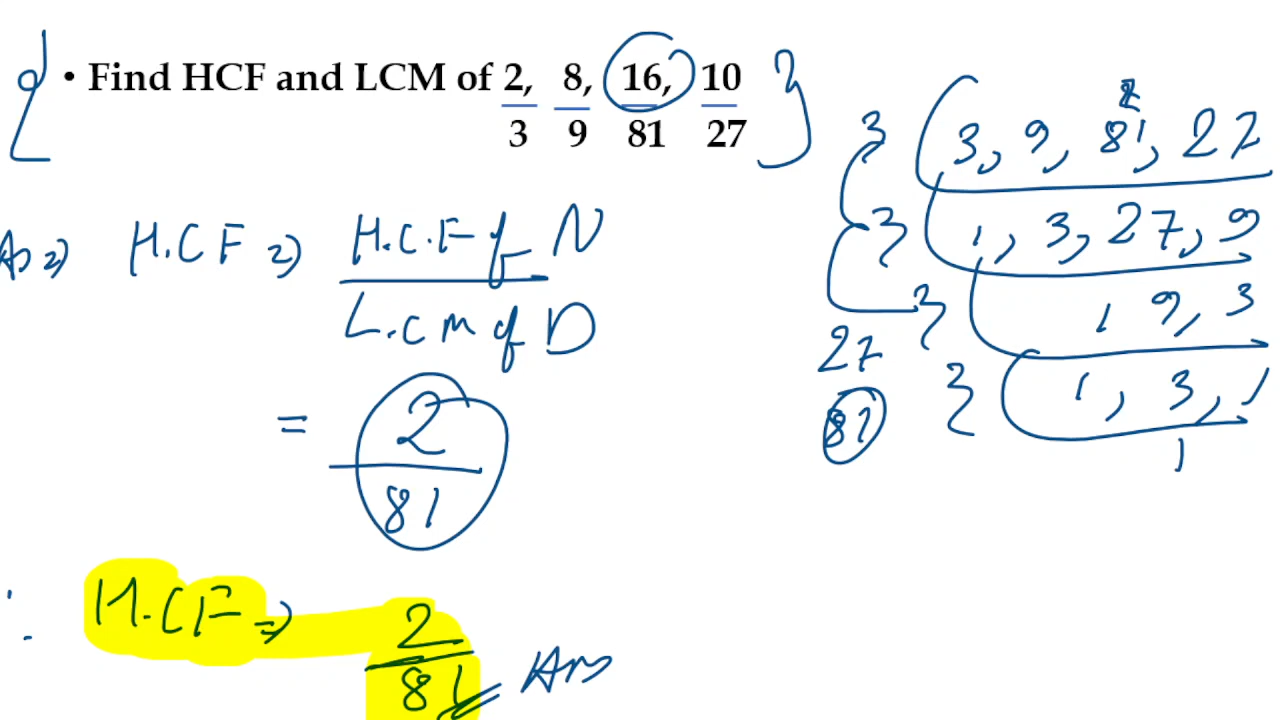 • Find HCF and LCM of 2, 8, 16, 10
3 9 81 27
3 3, 9, 81, 27
H.C.F ⇒ H.C.F of N
L.C.M of D
3 1, 3, 27, 9
3 1 9, 3
27
3 1, 3, 1
81
1
= 2
81
H.C.F ⇒ 2
81 Ans